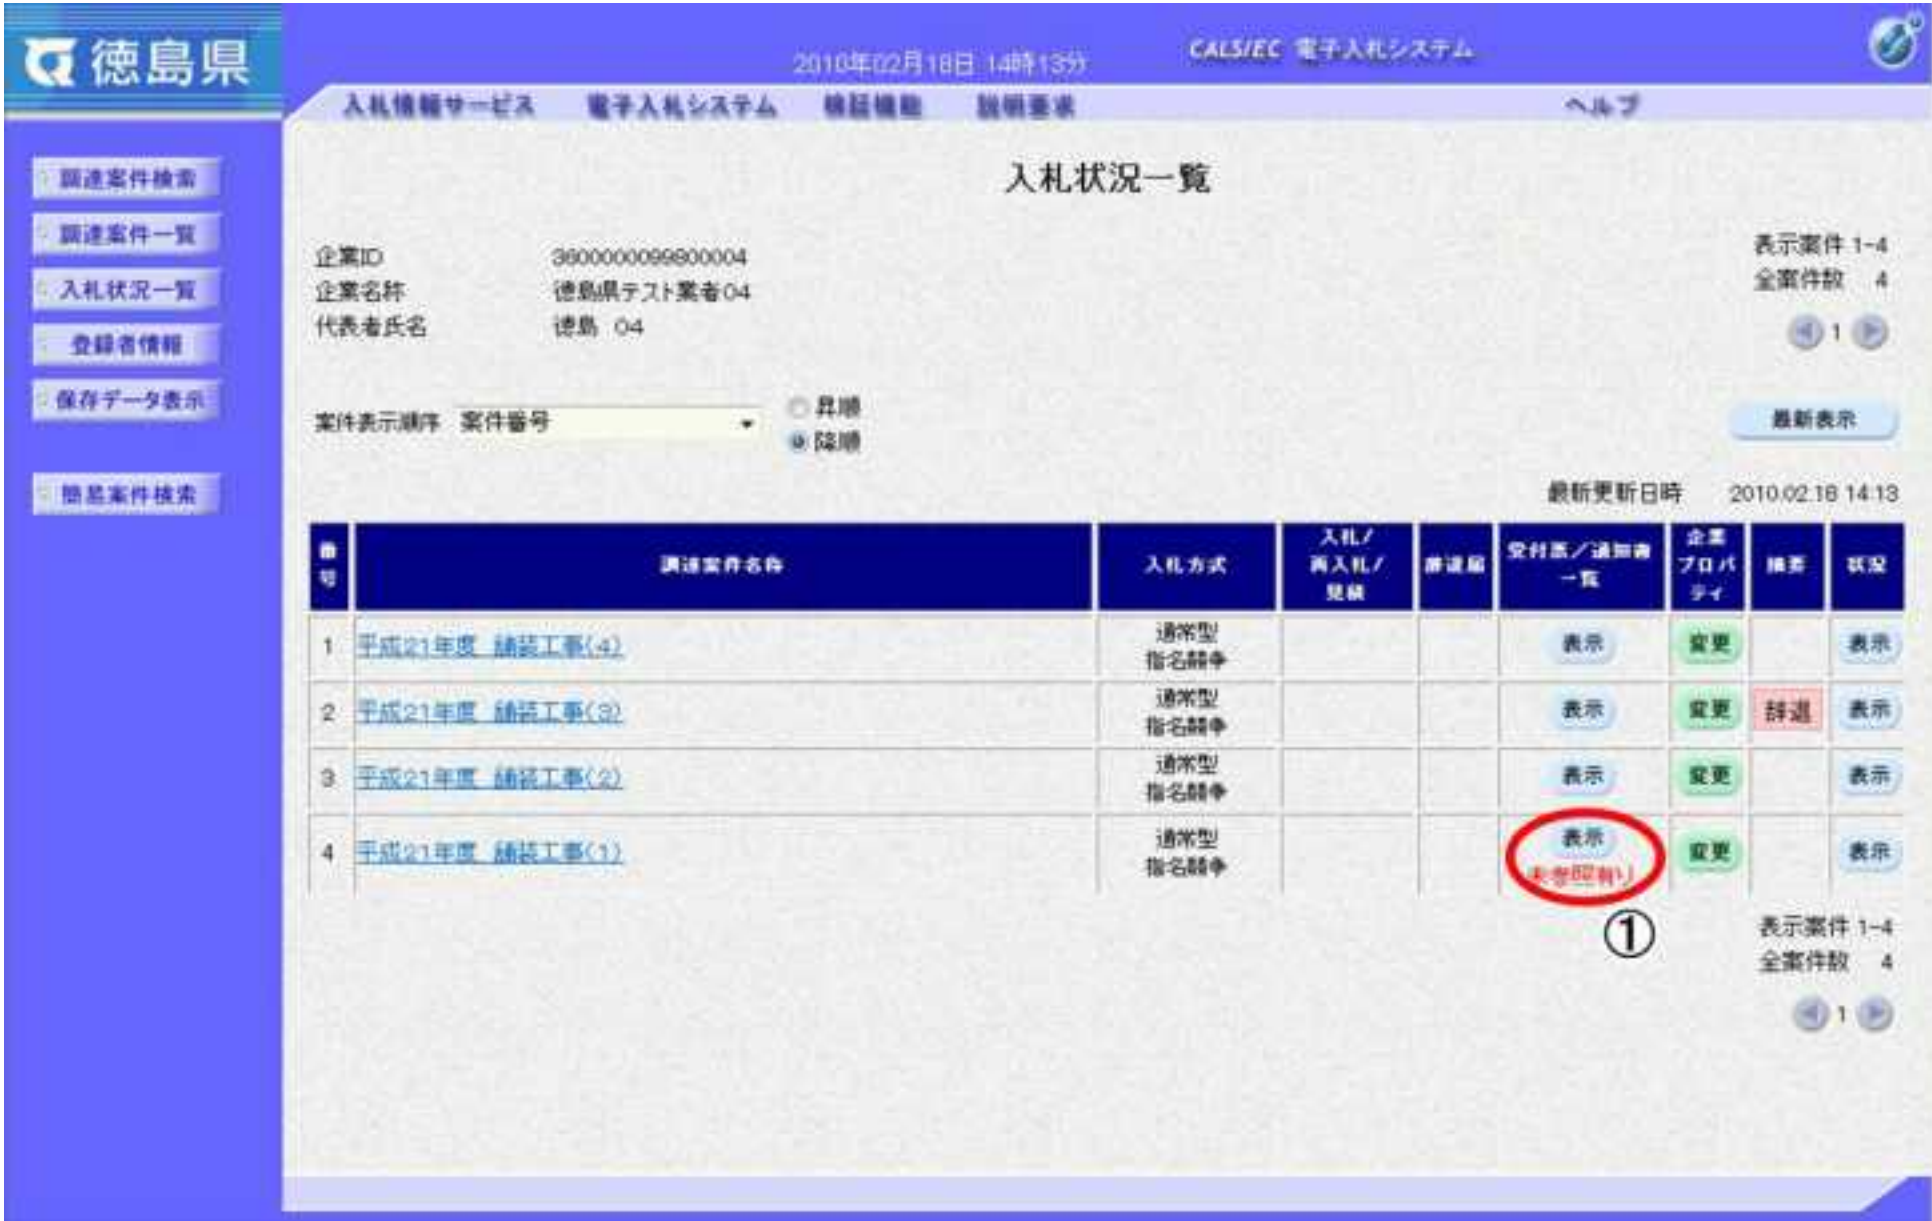 徳島県
2010年02月18日 14時13分
CALS/EC 電子入札システム
入札情報サービス 電子入札システム 検証機能 説明要求 ヘルプ
調達案件検索
調達案件一覧
入札状況一覧
登録者情報
保存データ表示
簡易案件検索
入札状況一覧
企業ID 3600000099800004
企業名称 徳島県テスト業者04
代表者氏名 徳島 04
表示案件 1-4
全案件数 4
1
案件表示順序 案件番号
昇順
降順
最新表示
最新更新日時 2010.02.18 14:13
番号 調達案件名称 入札方式 入札/再入札/見積 辞退届 受付票/通知書一覧 企業プロパティ 摘要 状況
1 平成21年度 舗装工事(4) 通常型 指名競争 表示 変更 表示
2 平成21年度 舗装工事(3) 通常型 指名競争 表示 変更 辞退 表示
3 平成21年度 舗装工事(2) 通常型 指名競争 表示 変更 表示
4 平成21年度 舗装工事(1) 通常型 指名競争 表示 未参照有り 変更 表示
①
表示案件 1-4
全案件数 4
1